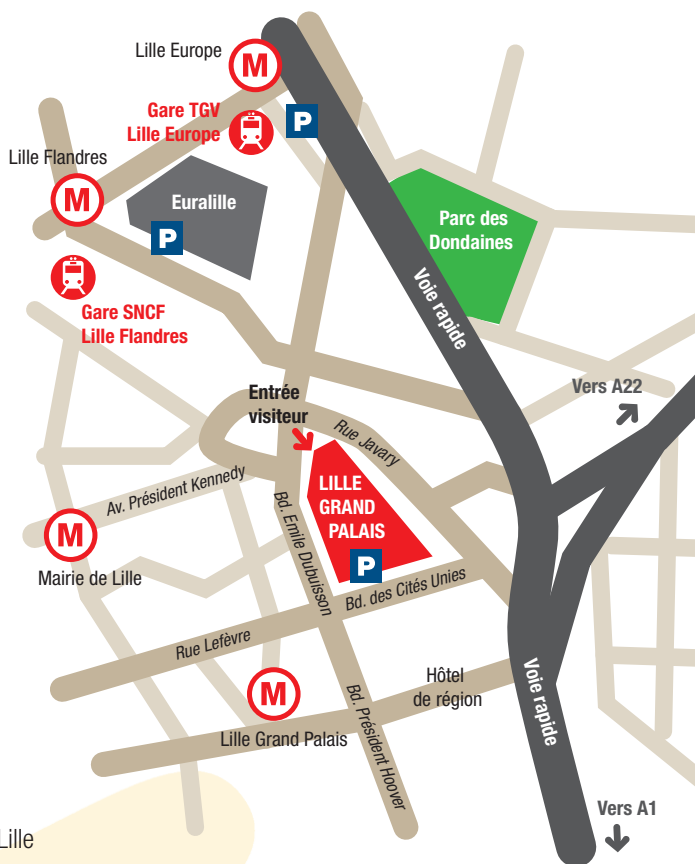 Lille Europe
M
Gare TGV
Lille Europe
P
Lille Flandres
M
Euralille
P
Parc des
Dondaines
Gare SNCF
Lille Flandres
Voie rapide
Vers A22
Entrée
visiteur
Rue Javary
LILLE
GRAND
PALAIS
P
Av. Président Kennedy
M
Mairie de Lille
Bd. Emile Dubuisson
Bd. des Cités Unies
Rue Lefèvre
M
Lille Grand Palais
Hôtel
de région
Bd. Président Hoover
Voie rapide
Vers A1
Lille